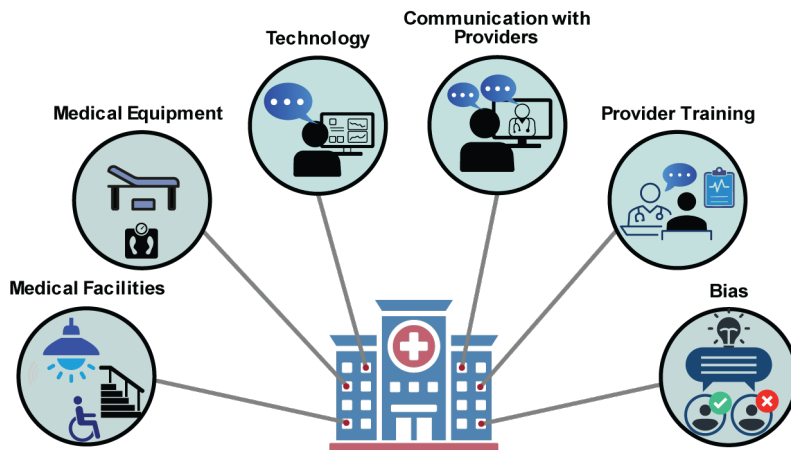 Communication with
Providers
Technology
Medical Equipment
Provider Training
Medical Facilities
Bias